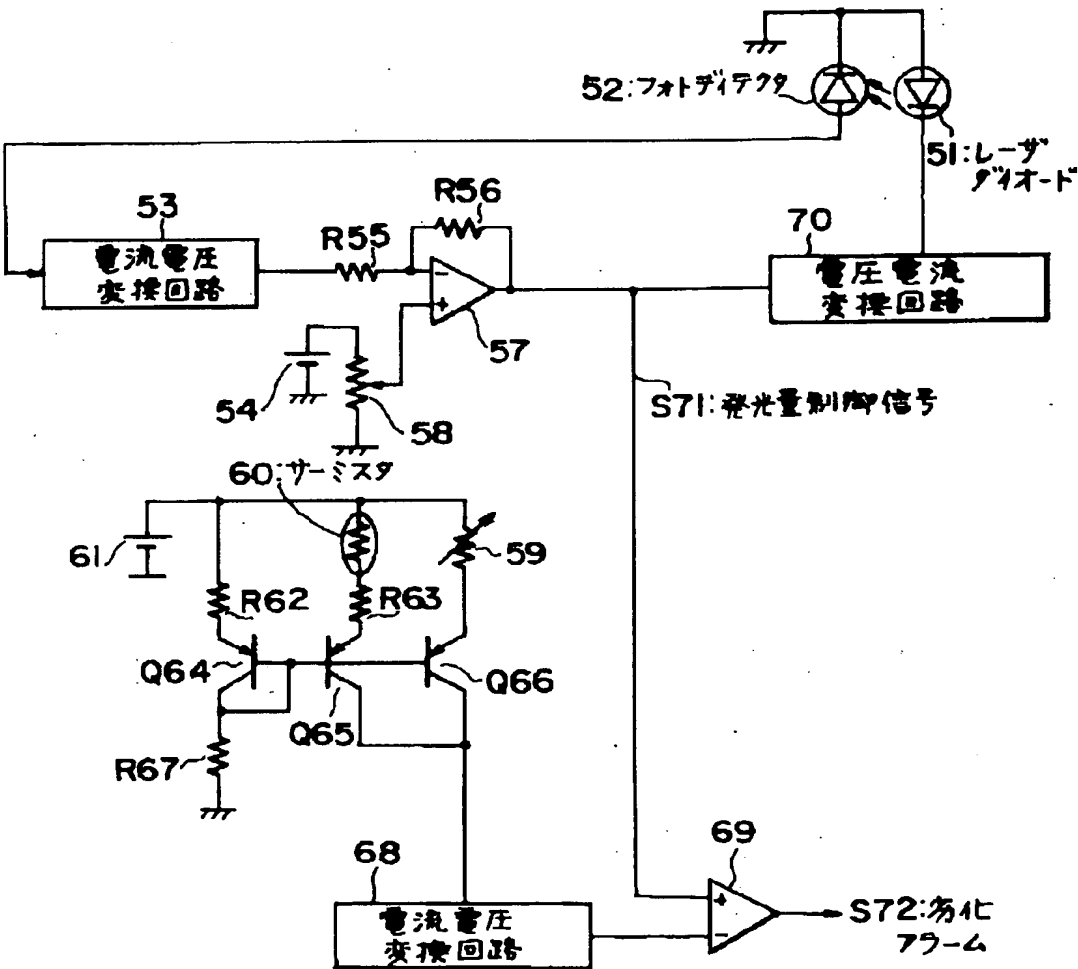 52:フォトディテクタ
51:レーザ
ダイオード
53
電流電圧
変換回路
R55
R56
57
54
58
70
電圧電流
変換回路
S71:発光量制御信号
60:サーミスタ
61
59
R62
R63
Q64
Q65
Q66
R67
68
電流電圧
変換回路
69
S72:劣化
アラーム